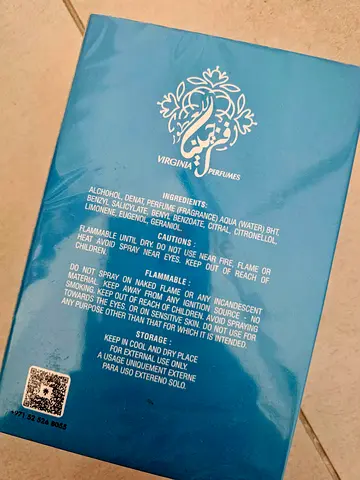 VIRGINIA PERFUMES
INGREDIENTS:
ALCHOHOL, DENAT, PERFUME (FRAGRANCE) AQUA (WATER) BHT,
BENZYL SALICYLATE, BENYL BENZOATE, CITRAL, CITRONELLOL,
LIMONENE, EUGENOL, GERANIOL.
CAUTIONS :
FLAMMABLE UNTIL DRY. DO NOT USE NEAR FIRE, FLAME OR
HEAT AVOID SPRAY NEAR EYES. KEEP OUT OF REACH OF
CHILDREN.
FLAMMABLE :
DO NOT SPRAY ON NAKED FLAME OR ANY INCANDESCENT
MATERIAL. KEEP AWAY FROM ANY IGNITION SOURCE - NO
SMOKING. KEEP OUT OF REACH OF CHILDREN. AVOID SPRAYING
TOWARDS THE EYES. OR ON SENSITIVE SKIN. DO NOT USE FOR
ANY PURPOSE OTHER THAN THAT FOR WHICH IT IS INTENDED.
STORAGE :
KEEP IN COOL AND DRY PLACE
FOR EXTERNAL USE ONLY.
A USAGE UNIQUEMENT EXTERNE
PARA USO EXTERENO SOLO.
+971 52 826 8055